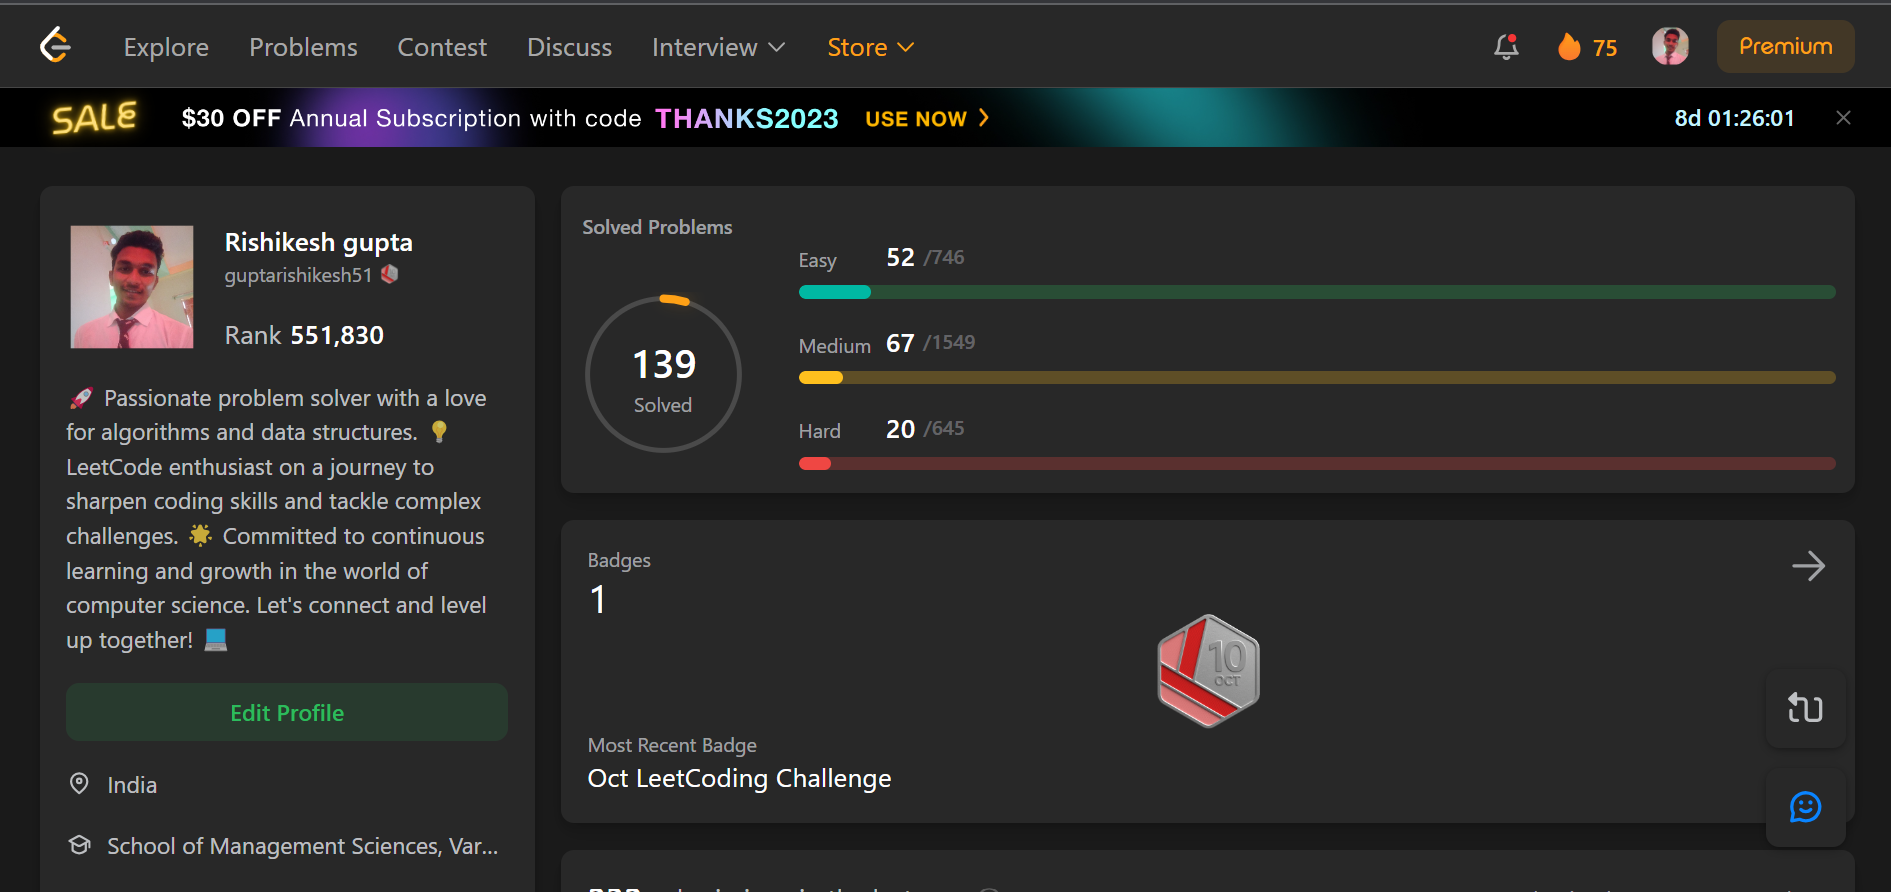 Explore Problems Contest Discuss Interview Store 75 Premium
SALE $30 OFF Annual Subscription with code THANKS2023 USE NOW 8d 01:26:01
Rishikesh gupta
guptarishikesh51
Rank 551,830
🚀 Passionate problem solver with a love
for algorithms and data structures. 💡
LeetCode enthusiast on a journey to
sharpen coding skills and tackle complex
challenges. 🌟 Committed to continuous
learning and growth in the world of
computer science. Let's connect and level
up together! 💻
Edit Profile
India
School of Management Sciences, Var...
Solved Problems
139
Solved
Easy 52 /746
Medium 67 /1549
Hard 20 /645
Badges
1
10
OCT
Most Recent Badge
Oct LeetCoding Challenge